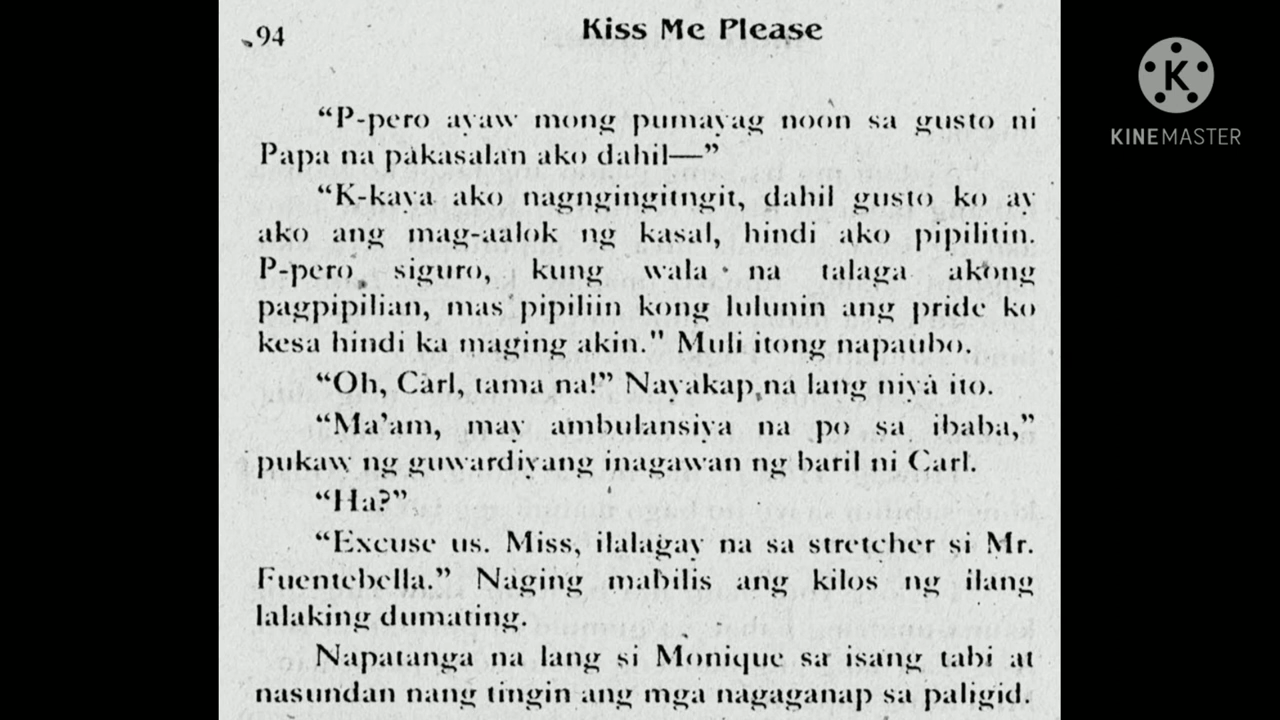 94
Kiss Me Please
“P-pero ayaw mong pumayag noon sa gusto ni
Papa na pakasalan ako dahil—”
“K-kaya ako nagngingitngit, dahil gusto ko ay
ako ang mag-aalok ng kasal, hindi ako pipilitin.
P-pero siguro, kung wala na talaga akong
pagpipilian, mas pipiliin kong lulunin ang pride ko
kesa hindi ka maging akin." Muli itong napaubo.
“Oh, Carl, tama na!” Nayakap na lang niya ito.
“Ma’am, may ambulansiya na po sa ibaba,”
pukaw ng guwardiyang inagawan ng baril ni Carl.
“Ha?”
“Excuse us. Miss, ilalagay na sa stretcher si Mr.
Fuentebella.” Naging mabilis ang kilos ng ilang
lalaking dumating.
Napatanga na lang si Monique sa isang tabi at
nasundan nang tingin ang mga nagaganap sa paligid.
K
KINEMASTER